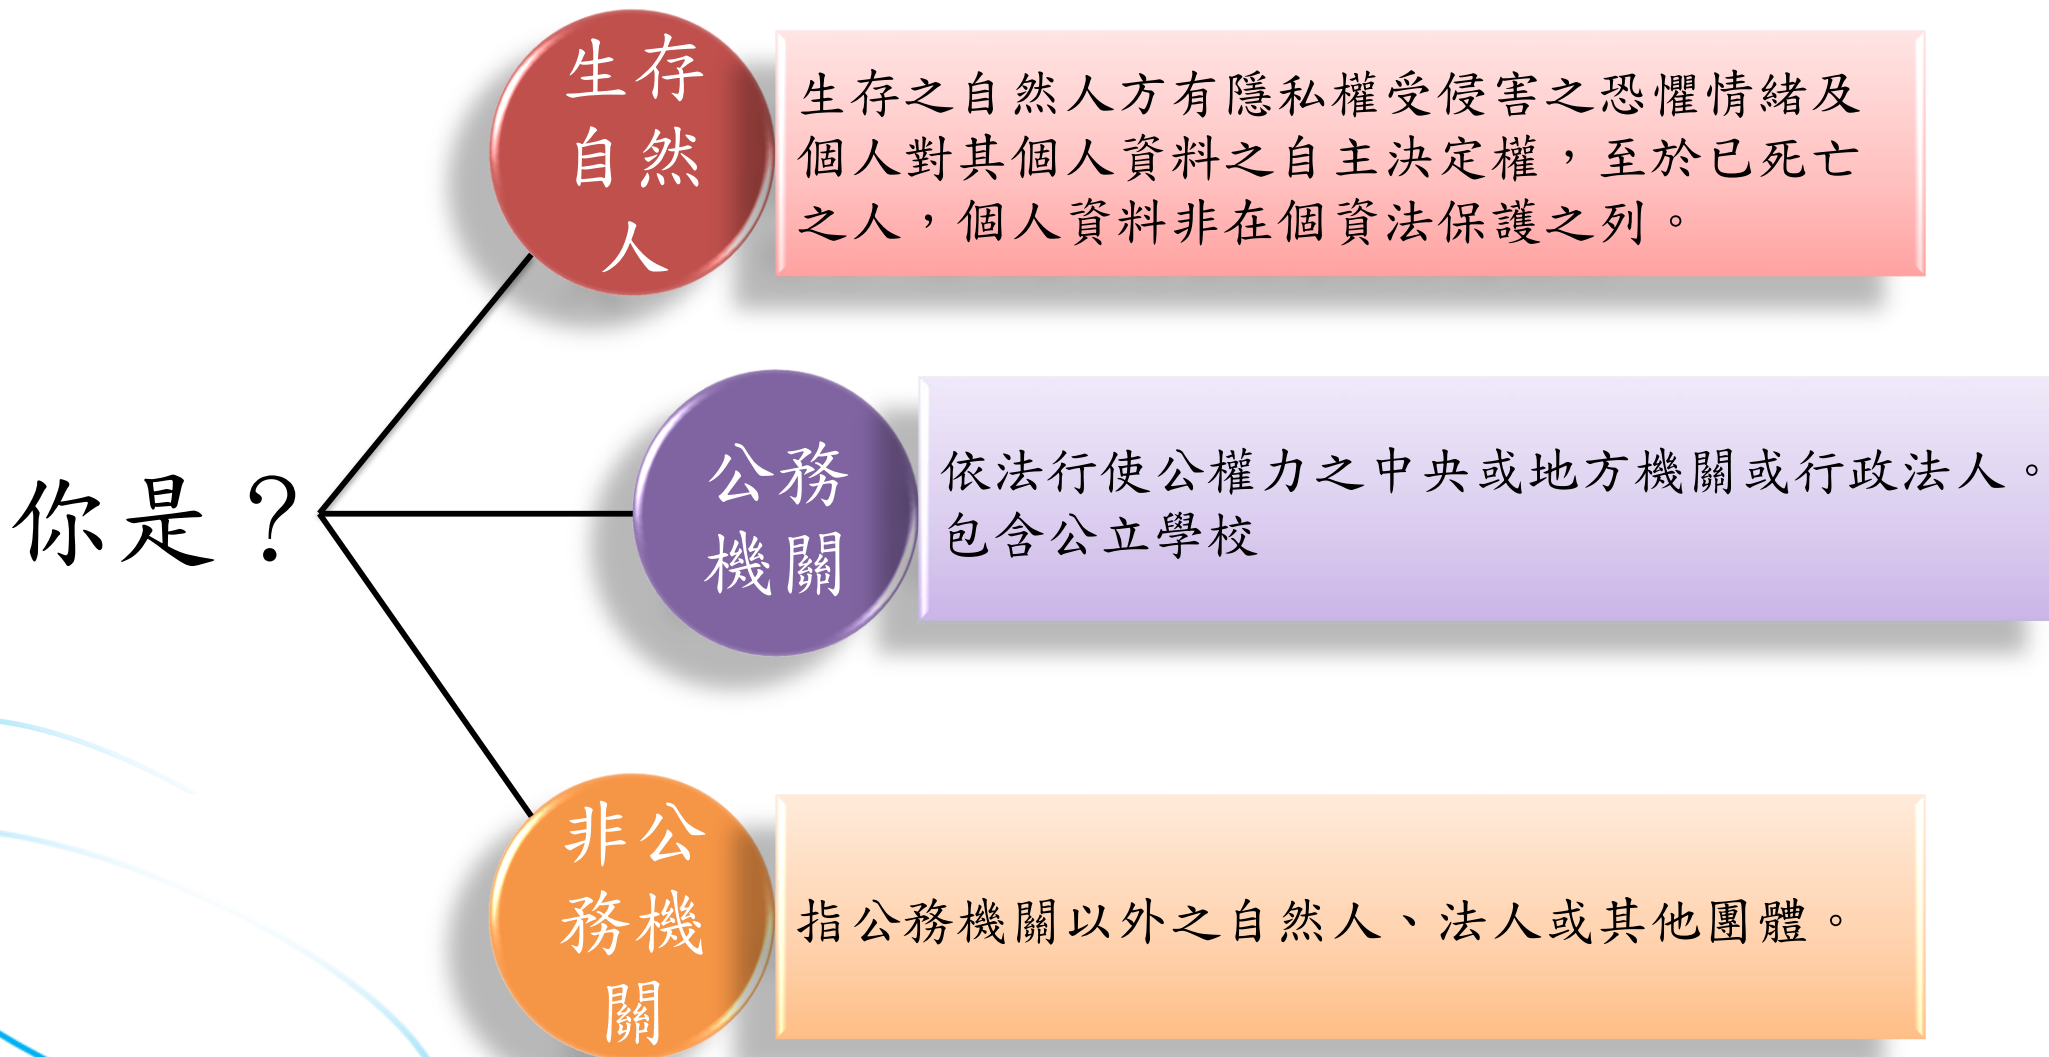 你是？
生存
自然
人
生存之自然人方有隱私權受侵害之恐懼情緒及
個人對其個人資料之自主決定權，至於已死亡
之人，個人資料非在個資法保護之列。
公務
機關
依法行使公權力之中央或地方機關或行政法人。
包含公立學校
非公
務機
關
指公務機關以外之自然人、法人或其他團體。